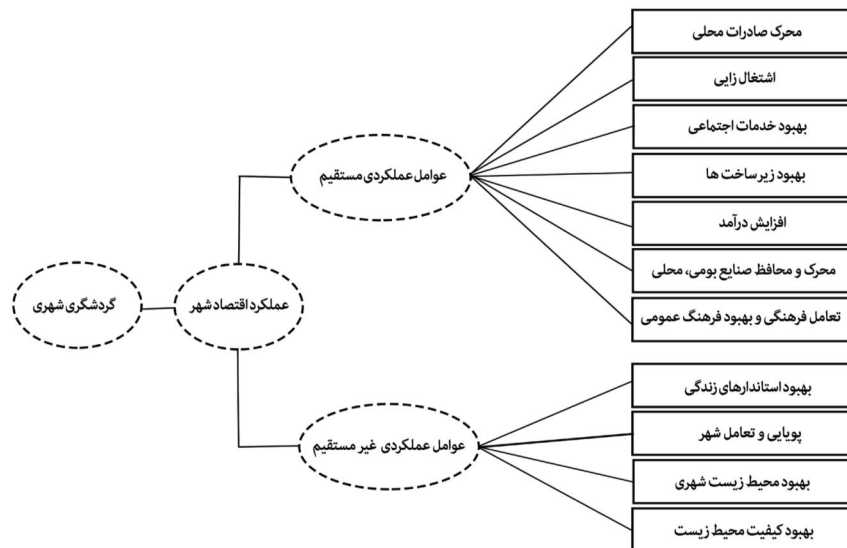 محرک صادرات محلی
اشتغال زایی
بهبود خدمات اجتماعی
بهبود زیرساخت ها
افزایش درآمد
محرک و محافظ صنایع بومی، محلی
تعامل فرهنگی و بهبود فرهنگ عمومی
عوامل عملکردی مستقیم
گردشگری شهری
عملکرد اقتصاد شهر
عوامل عملکردی غیر مستقیم
بهبود استاندارهای زندگی
پویایی و تعامل شهر
بهبود محیط زیست شهری
بهبود کیفیت محیط زیست